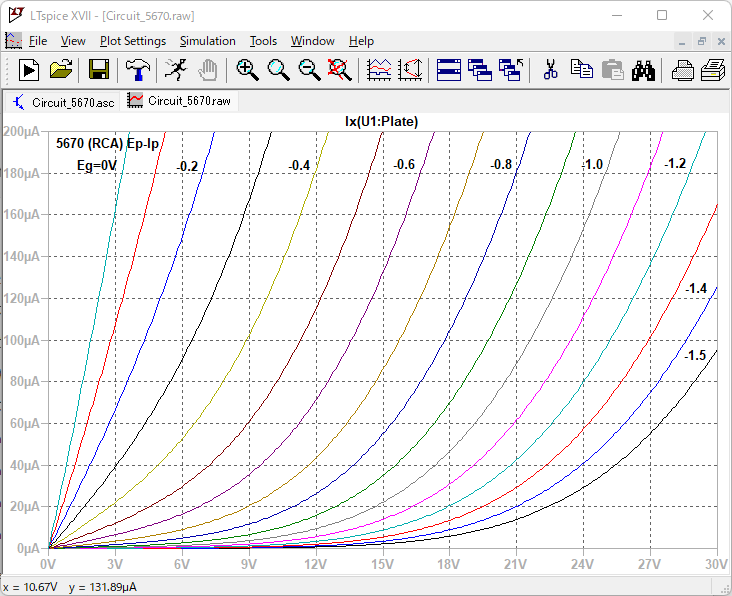 LTspice XVII - [Circuit_5670.raw]
File View Plot Settings Simulation Tools Window Help
Circuit_5670.asc Circuit_5670.raw
Ix(U1:Plate)
200µA
5670 (RCA) Ep-Ip
180µA Eg=0V -0.2 -0.4 -0.6 -0.8 -1.0 -1.2
160µA
140µA
-1.4
120µA
100µA
-1.5
80µA
60µA
40µA
20µA
0µA
0V 3V 6V 9V 12V 15V 18V 21V 24V 27V 30V
x = 10.67V y = 131.89µA